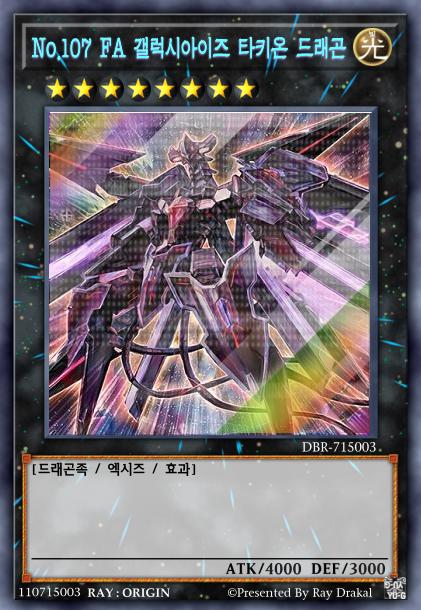 No.107 FA 갤럭시아이즈 타키온 드래곤
光
DBR-715003
[드래곤족 / 엑시즈 / 효과]
ATK/4000 DEF/3000
110715003 RAY : ORIGIN ©Presented By Ray Drakal